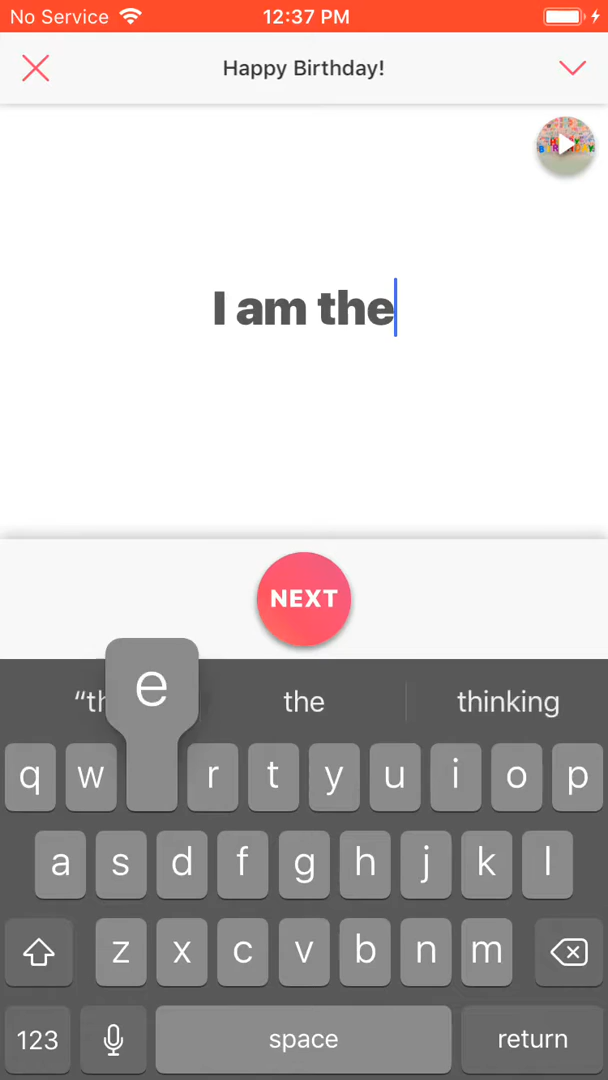 No Service 12:37 PM
Happy Birthday!
I am the
NEXT
the thinking
e
q w r t y u i o p
a s d f g h j k l
z x c v b n m
123 space return